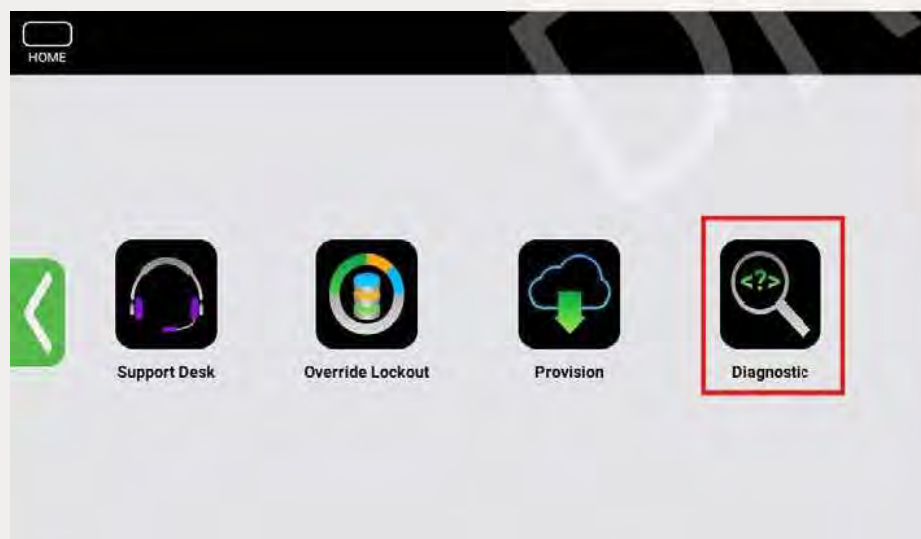 HOME
Support Desk
Override Lockout
Provision
Diagnostic
<?>